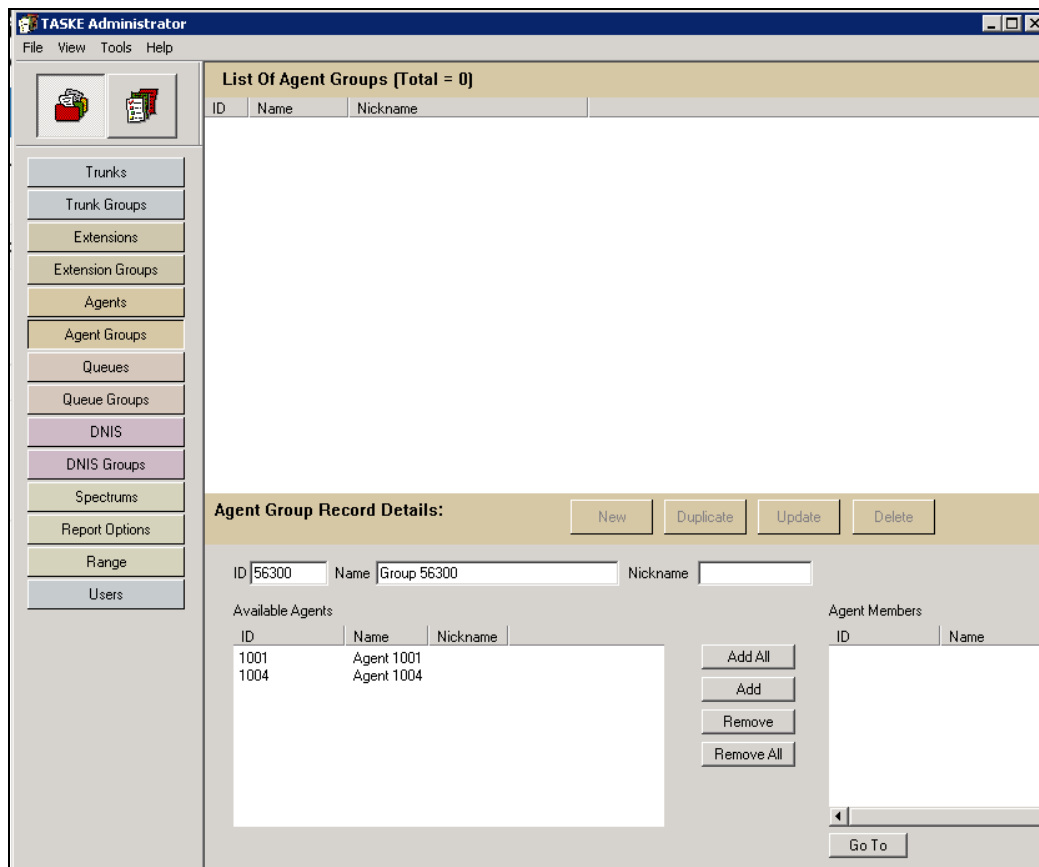 TASKE Administrator
File View Tools Help
List Of Agent Groups (Total = 0)
ID Name Nickname
Trunks
Trunk Groups
Extensions
Extension Groups
Agents
Agent Groups
Queues
Queue Groups
DNIS
DNIS Groups
Spectrums
Report Options
Range
Users
Agent Group Record Details:
New Duplicate Update Delete
ID 56300 Name Group 56300 Nickname
Available Agents
ID Name Nickname
1001 Agent 1001
1004 Agent 1004
Add All
Add
Remove
Remove All
Agent Members
ID Name
Go To